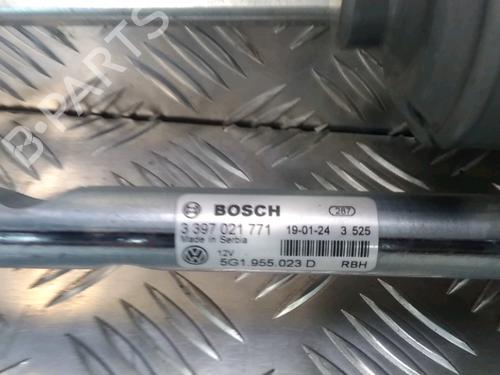 B-PARTS
BOSCH
287
3 397 021 771
19-01-24 3 525
Made in Serbia
12V
5G1.955.023 D
RBH